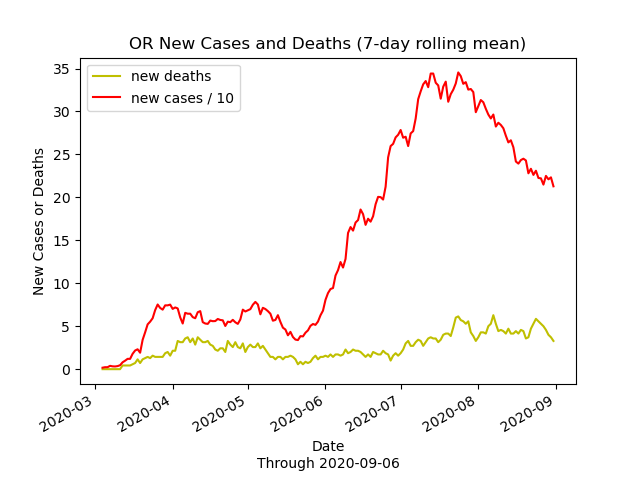 OR New Cases and Deaths (7-day rolling mean)
new deaths
new cases / 10
35
30
25
20
15
10
5
0
New Cases or Deaths
2020-03
2020-04
2020-05
2020-06
2020-07
2020-08
2020-09
Date
Through 2020-09-06